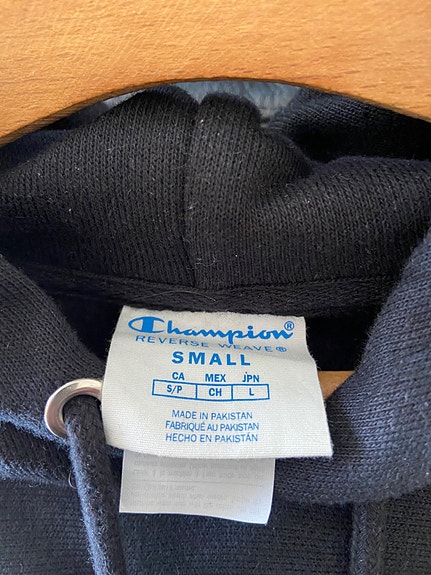 Champion®
REVERSE WEAVE®
SMALL
CA MEX JPN
S/P CH L
MADE IN PAKISTAN
FABRIQUÉ AU PAKISTAN
HECHO EN PAKISTÁN